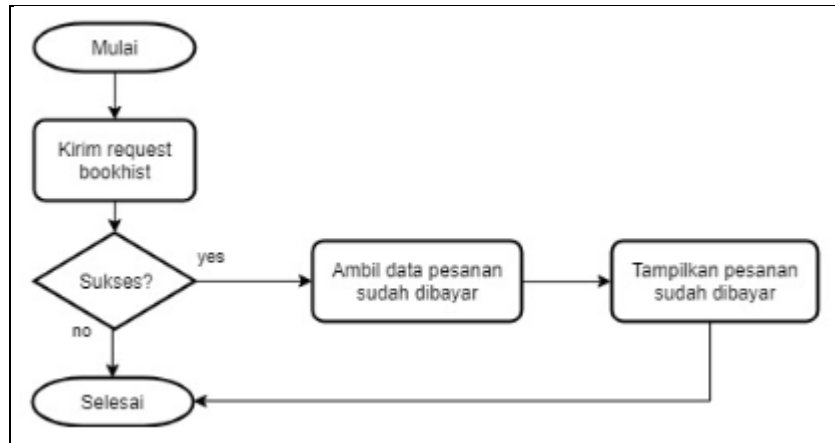 Mulai
Kirim request
bookhist
Sukses?
yes
no
Ambil data pesanan
sudah dibayar
Tampilkan pesanan
sudah dibayar
Selesai